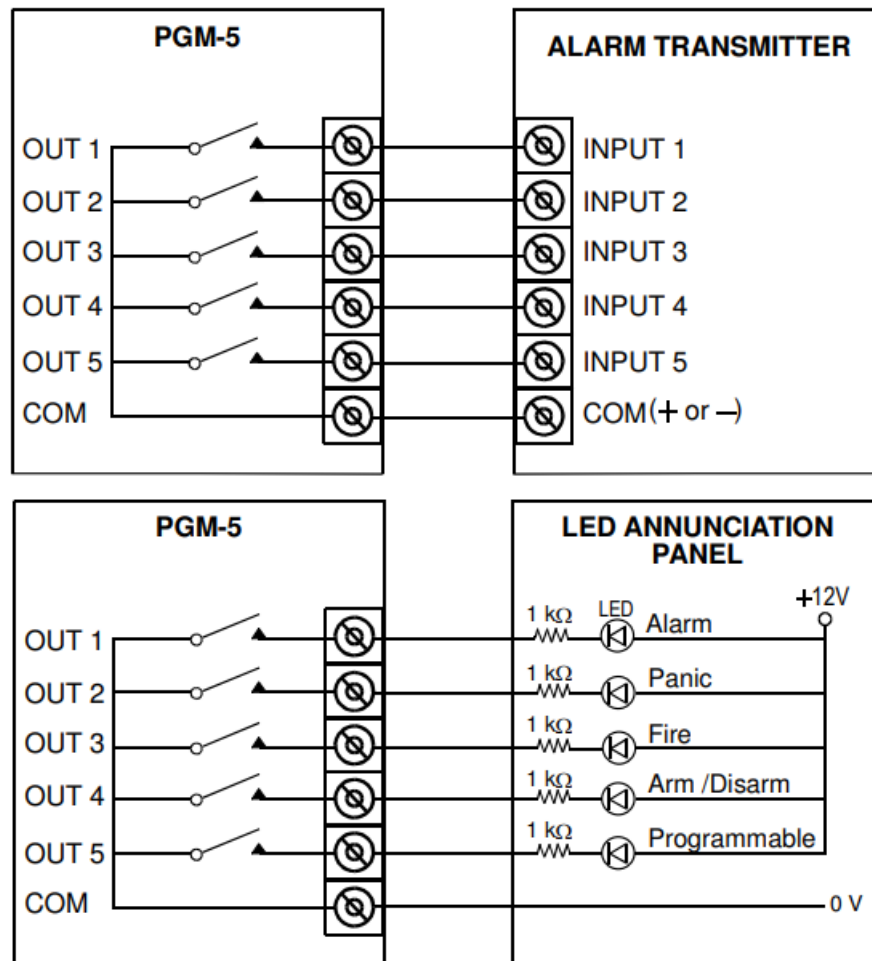 PGM-5
ALARM TRANSMITTER
OUT 1
INPUT 1
OUT 2
INPUT 2
OUT 3
INPUT 3
OUT 4
INPUT 4
OUT 5
INPUT 5
COM
COM (+ or –)
PGM-5
LED ANNUNCIATION
PANEL
+12V
OUT 1
1 kΩ
LED
Alarm
OUT 2
1 kΩ
Panic
OUT 3
1 kΩ
Fire
OUT 4
1 kΩ
Arm /Disarm
OUT 5
1 kΩ
Programmable
COM
0 V